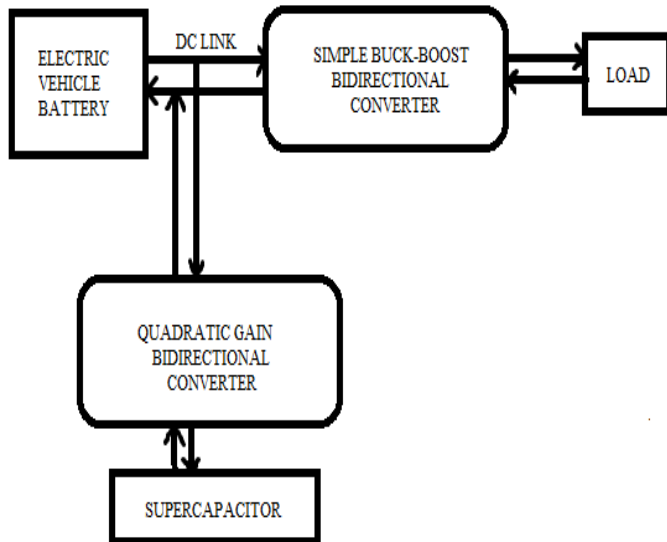 ELECTRIC
VEHICLE
BATTERY
DC LINK
SIMPLE BUCK-BOOST
BIDIRECTIONAL
CONVERTER
LOAD
QUADRATIC GAIN
BIDIRECTIONAL
CONVERTER
SUPERCAPACITOR